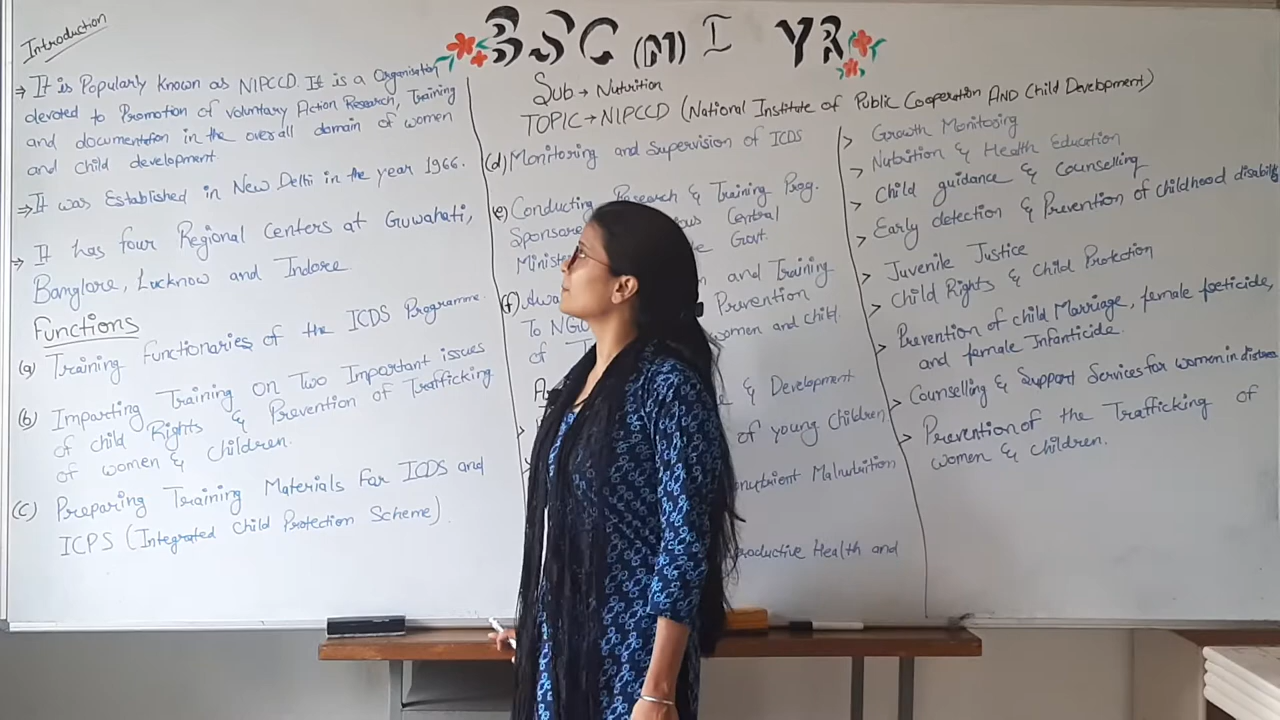 BSC (M) I YR
Sub → Nutrition
TOPIC → NIPCCD (National Institute of Public Cooperation AND Child Development)
Introduction
→ It is Popularly Known as NIPCCD. It is a Organisation
devoted to Promotion of voluntary Action Research, Training
and documentation in the overall domain of women
and child development
→ It was Established in New Delhi in the year 1966.
→ It has four Regional Centers at Guwahati,
Banglore, Lucknow and Indore.
Functions
(a) Training functionaries of the ICDS Programme.
(b) Imparting Training on Two Important issues
of child Rights & Prevention of Trafficking
of women & children.
(c) Preparing Training Materials For ICDS and
ICPS (Integrated Child Protection Scheme).
(d) Monitoring and Supervision of ICDS
(e) Conducting Research & Training Prog.
Sponsored Central
Govt.
(f) and Training
To Prevention
of women and child.
& Development
of young children
Malnutrition
Health and
> Growth Monitoring
> Nutrition & Health Education
> Child guidance & Counselling
> Early detection & Prevention of childhood disability
> Juvenile Justice
> Child Rights & Child Protection
> Prevention of child Marriage, female foeticide,
and female Infanticide.
> Counselling & Support Services for women in distress
> Prevention of the Trafficking of
women & children.